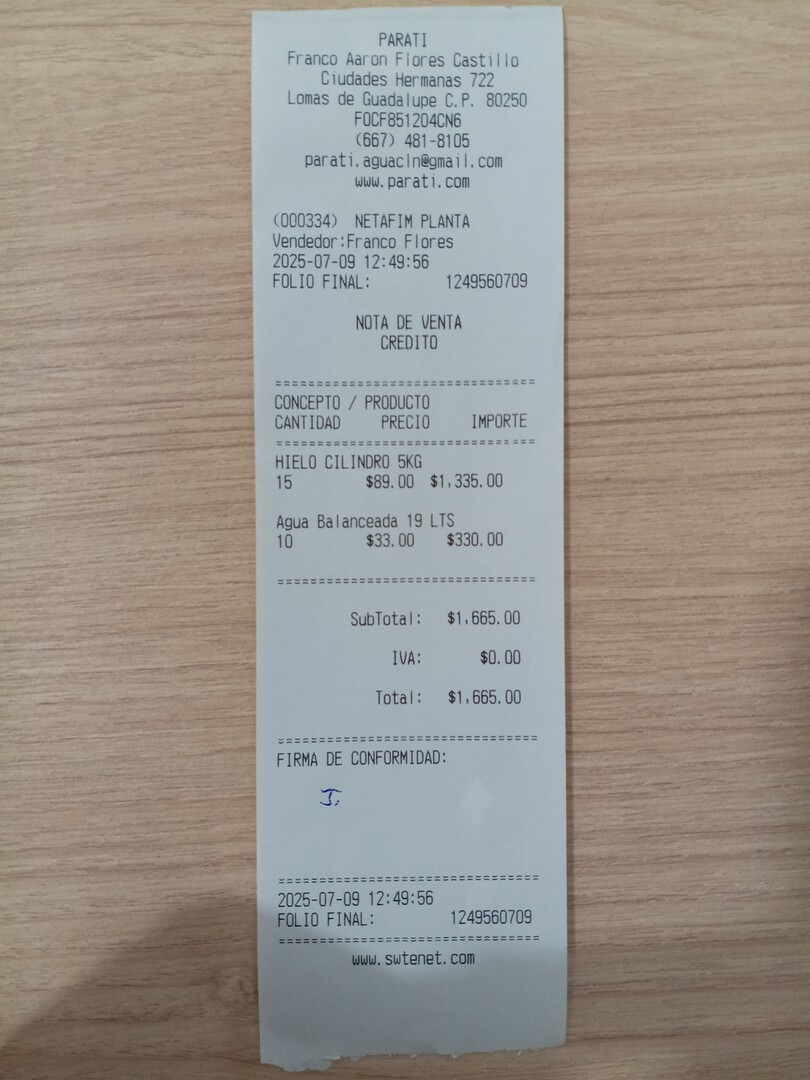 PARATI
Franco Aaron Flores Castillo
Ciudades Hermanas 722
Lomas de Guadalupe C.P. 80250
FOCF851204CN6
(667) 481-8105
parati.aguacln@gmail.com
www.parati.com
(000334) NETAFIM PLANTA
Vendedor:Franco Flores
2025-07-09 12:49:56
FOLIO FINAL: 1249560709
NOTA DE VENTA
CREDITO
================================
CONCEPTO / PRODUCTO
CANTIDAD PRECIO IMPORTE
================================
HIELO CILINDRO 5KG
15 $89.00 $1,335.00
Agua Balanceada 19 LTS
10 $33.00 $330.00
================================
SubTotal: $1,665.00
IVA: $0.00
Total: $1,665.00
================================
FIRMA DE CONFORMIDAD:
================================
2025-07-09 12:49:56
FOLIO FINAL: 1249560709
================================
www.swtenet.com